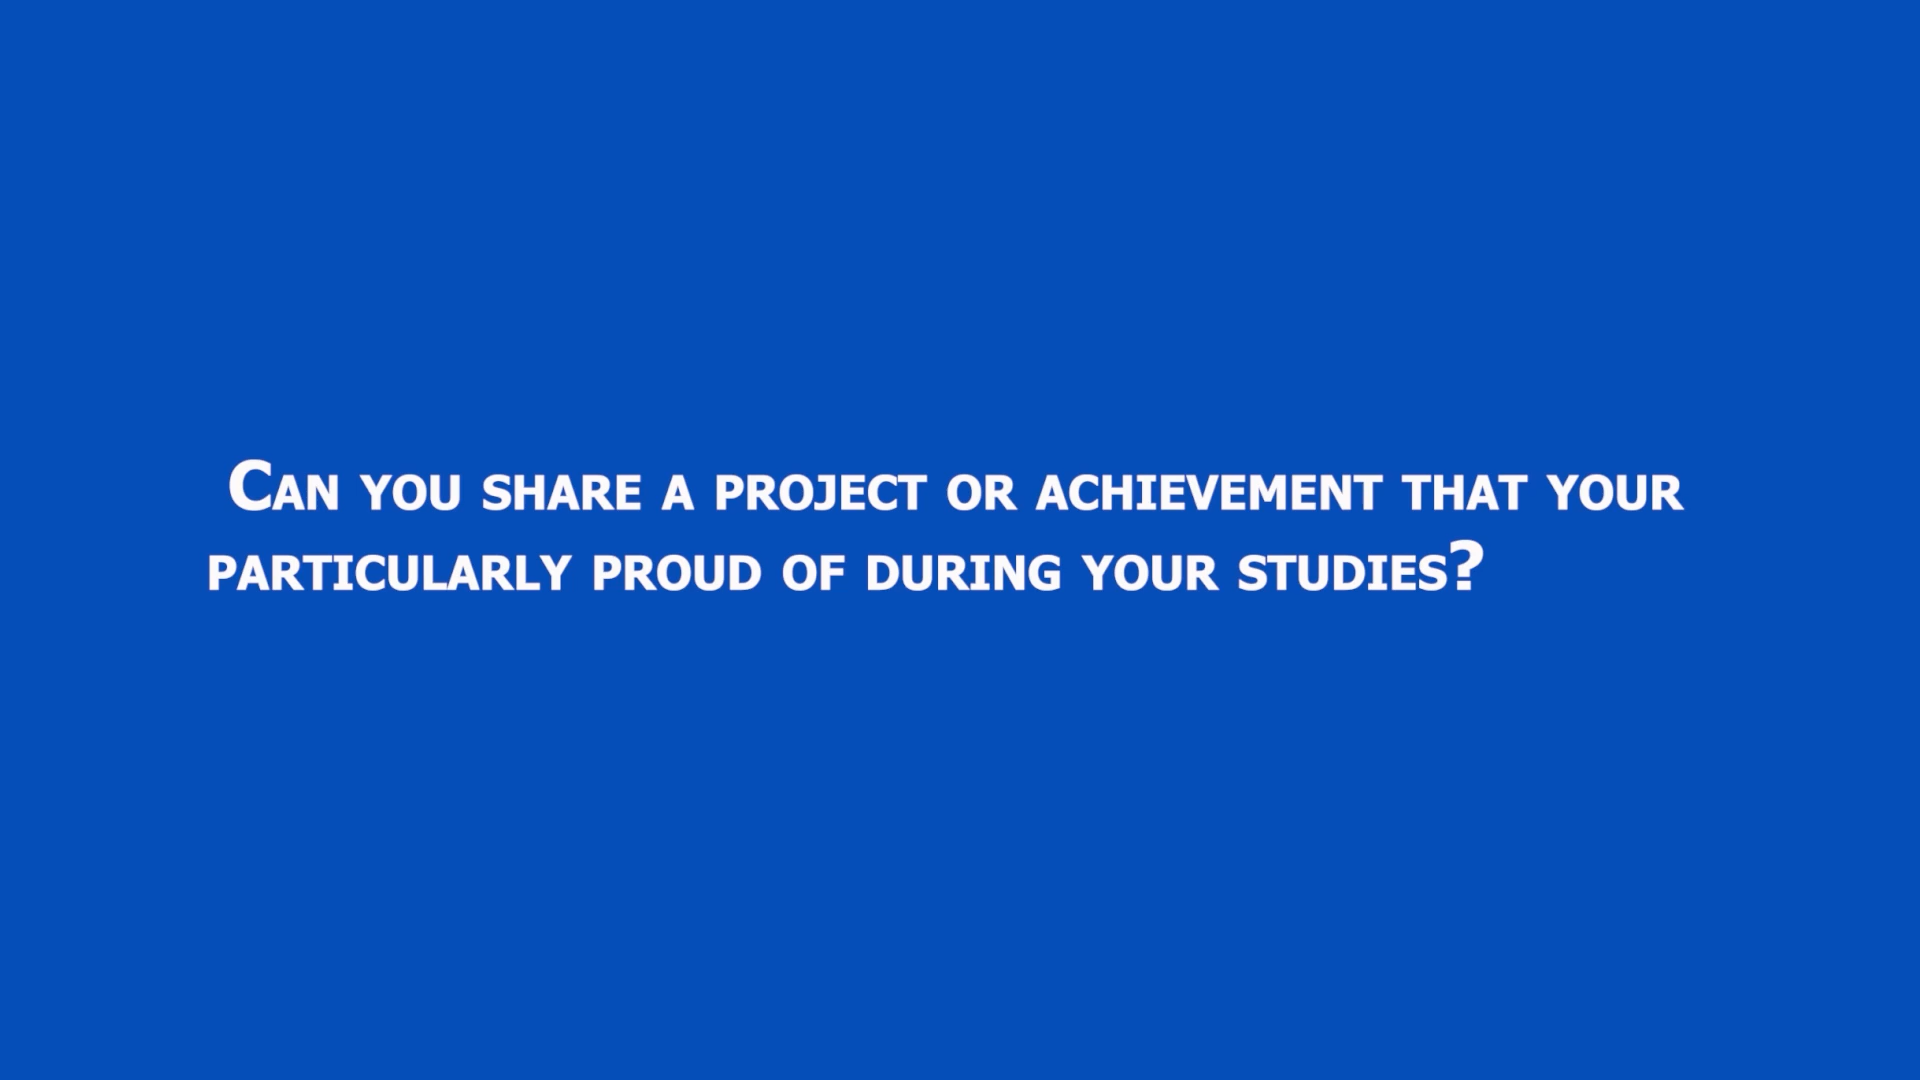 Can you share a project or achievement that your
particularly proud of during your studies?